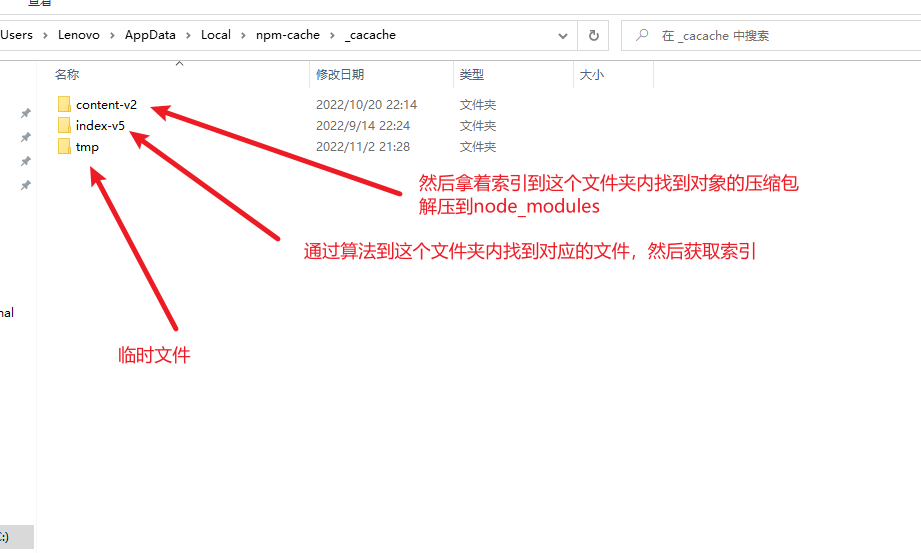 查看
Users > Lenovo > AppData > Local > npm-cache > _cacache
在 _cacache 中搜索
名称 修改日期 类型 大小
content-v2 2022/10/20 22:14 文件夹
index-v5 2022/9/14 22:24 文件夹
tmp 2022/11/2 21:28 文件夹
然后拿着索引到这个文件夹内找到对象的压缩包
解压到node_modules
通过算法到这个文件夹内找到对应的文件，然后获取索引
临时文件
nal
:)